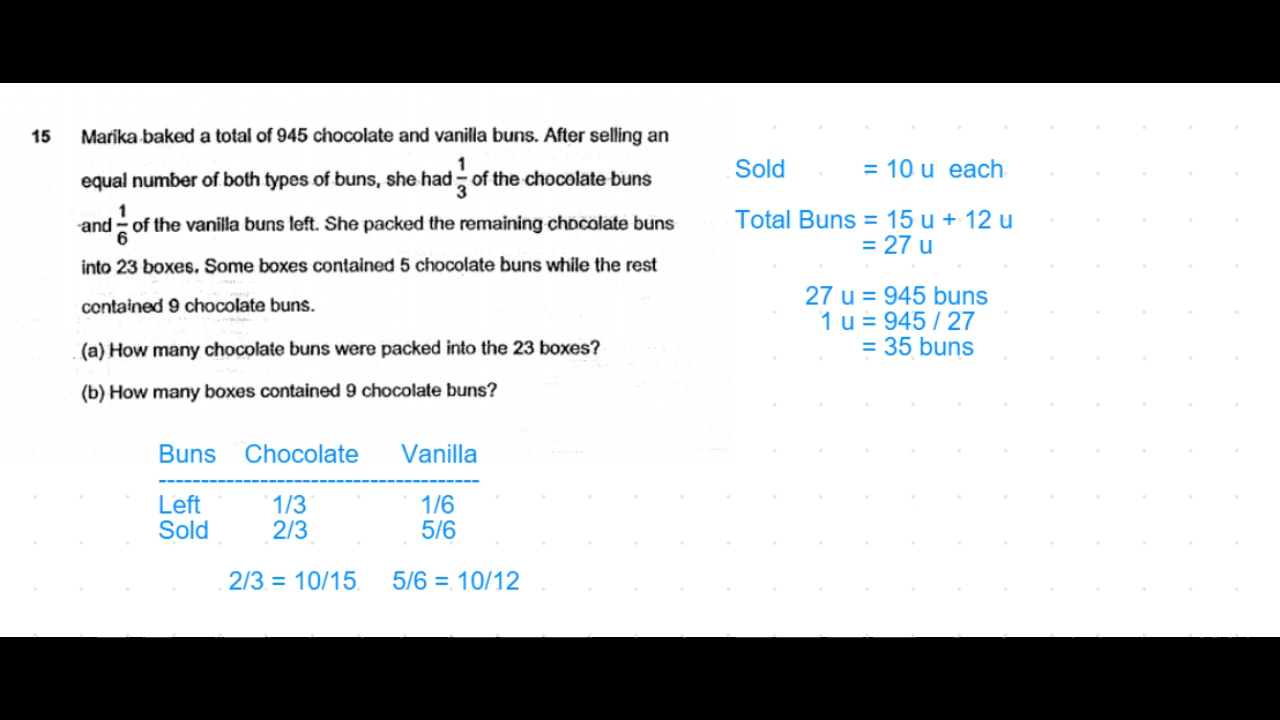 15 Marika baked a total of 945 chocolate and vanilla buns. After selling an
equal number of both types of buns, she had 1/3 of the chocolate buns
and 1/6 of the vanilla buns left. She packed the remaining chocolate buns
into 23 boxes. Some boxes contained 5 chocolate buns while the rest
contained 9 chocolate buns.
(a) How many chocolate buns were packed into the 23 boxes?
(b) How many boxes contained 9 chocolate buns?
Buns Chocolate Vanilla
--------------------------------------
Left 1/3 1/6
Sold 2/3 5/6
2/3 = 10/15 5/6 = 10/12
Sold = 10 u each
Total Buns = 15 u + 12 u
= 27 u
27 u = 945 buns
1 u = 945 / 27
= 35 buns